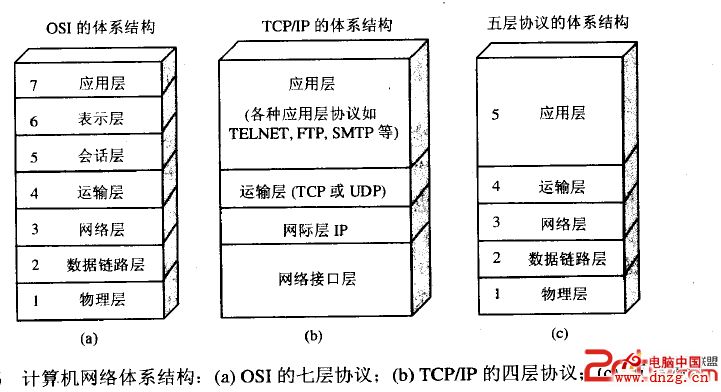 OSI 的体系结构
7 应用层
6 表示层
5 会话层
4 运输层
3 网络层
2 数据链路层
1 物理层
(a)
TCP/IP 的体系结构
应用层
(各种应用层协议如
TELNET, FTP, SMTP 等)
运输层 (TCP 或 UDP)
网际层 IP
网络接口层
(b)
五层协议的体系结构
5 应用层
4 运输层
3 网络层
2 数据链路层
1 物理层
(c)
计算机网络体系结构：(a) OSI 的七层协议；(b) TCP/IP 的四层协议；(c)
电脑中国
www.dnzg.cn